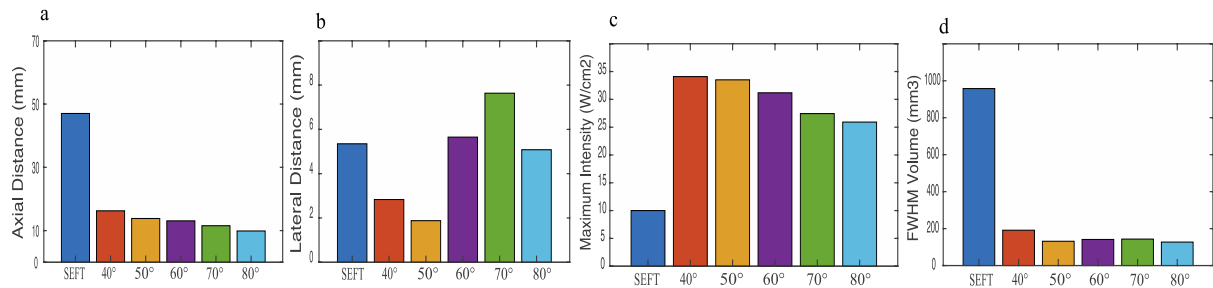 a
Axial Distance (mm)
70
50
30
10
0
SEFT 40° 50° 60° 70° 80°
b
Lateral Distance (mm)
8
6
4
2
0
SEFT 40° 50° 60° 70° 80°
c
Maximum Intensity (W/cm2)
35
30
25
20
15
10
5
0
SEFT 40° 50° 60° 70° 80°
d
FWHM Volume (mm3)
1000
800
600
400
200
0
SEFT 40° 50° 60° 70° 80°